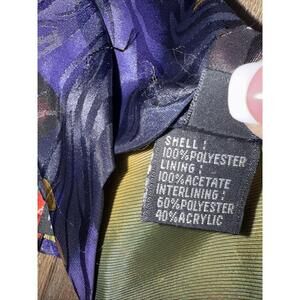 SHELL:
100%POLYESTER
LINING:
100%ACETATE
INTERLINING:
60%POLYESTER
40%ACRYLIC